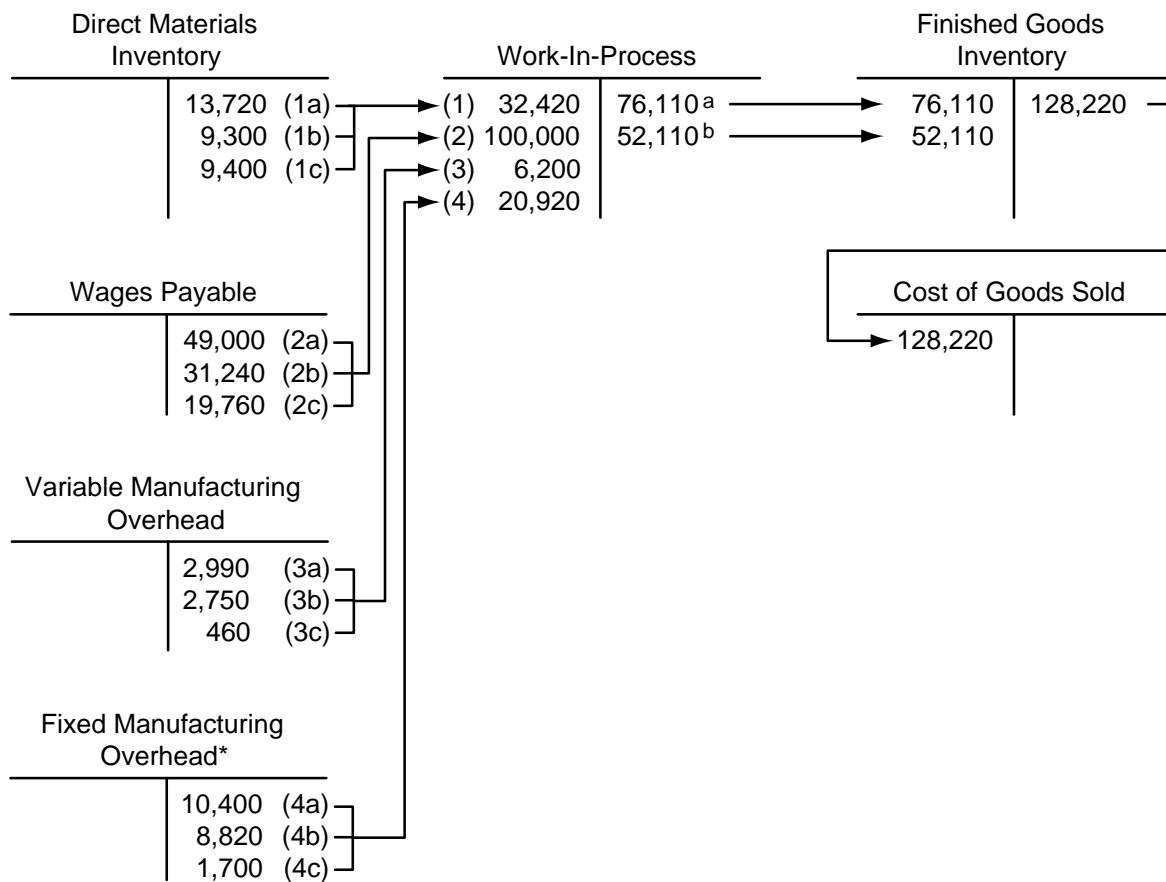 Direct Materials
Inventory
13,720 (1a)
9,300 (1b)
9,400 (1c)
Work-In-Process
(1) 32,420 76,110 a
(2) 100,000 52,110 b
(3) 6,200
(4) 20,920
Finished Goods
Inventory
76,110 128,220
52,110
Wages Payable
49,000 (2a)
31,240 (2b)
19,760 (2c)
Cost of Goods Sold
128,220
Variable Manufacturing
Overhead
2,990 (3a)
2,750 (3b)
460 (3c)
Fixed Manufacturing
Overhead*
10,400 (4a)
8,820 (4b)
1,700 (4c)